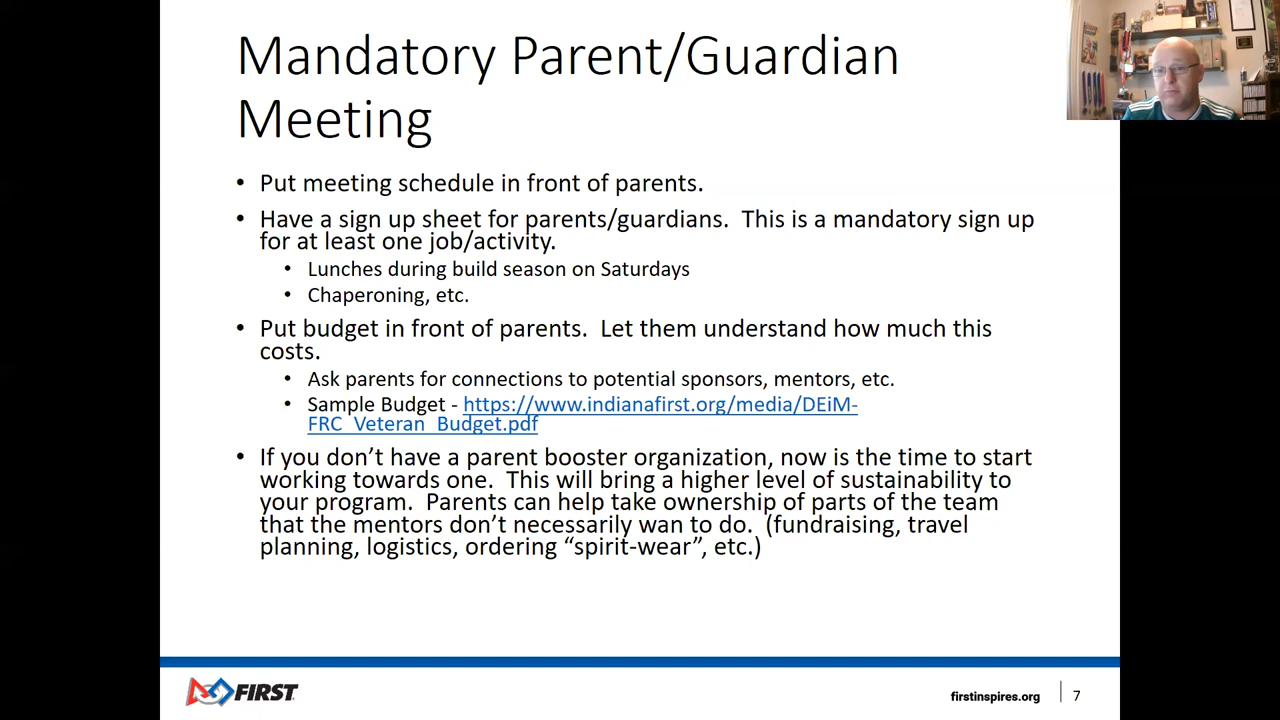 Mandatory Parent/Guardian
Meeting
• Put meeting schedule in front of parents.
• Have a sign up sheet for parents/guardians.  This is a mandatory sign up
for at least one job/activity.
• Lunches during build season on Saturdays
• Chaperoning, etc.
• Put budget in front of parents.  Let them understand how much this
costs.
• Ask parents for connections to potential sponsors, mentors, etc.
• Sample Budget - https://www.indianafirst.org/media/DEiM-
FRC_Veteran_Budget.pdf
• If you don’t have a parent booster organization, now is the time to start
working towards one.  This will bring a higher level of sustainability to
your program.  Parents can help take ownership of parts of the team
that the mentors don’t necessarily wan to do.  (fundraising, travel
planning, logistics, ordering “spirit-wear”, etc.)
FIRST
firstinspires.org
7